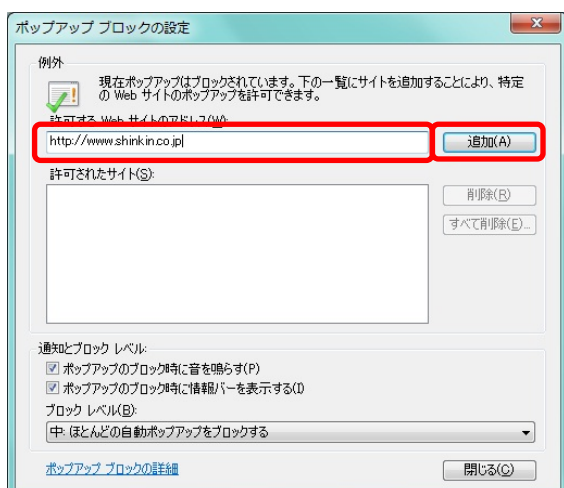 ポップアップ ブロックの設定
例外
現在ポップアップはブロックされています。下の一覧にサイトを追加することにより、特定
の Web サイトのポップアップを許可できます。
許可する Web サイトのアドレス(W):
http://www.shinkin.co.jp
追加(A)
許可されたサイト(S):
削除(R)
すべて削除(E)...
通知とブロック レベル:
ポップアップのブロック時に音を鳴らす(P)
ポップアップのブロック時に情報バーを表示する(I)
ブロック レベル(B):
中: ほとんどの自動ポップアップをブロックする
ポップアップ ブロックの詳細
閉じる(C)